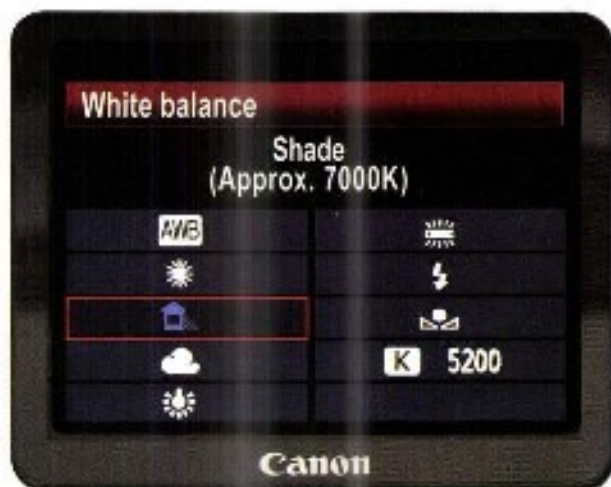 White balance
Shade
(Approx. 7000K)
AWB
K 5200
Canon